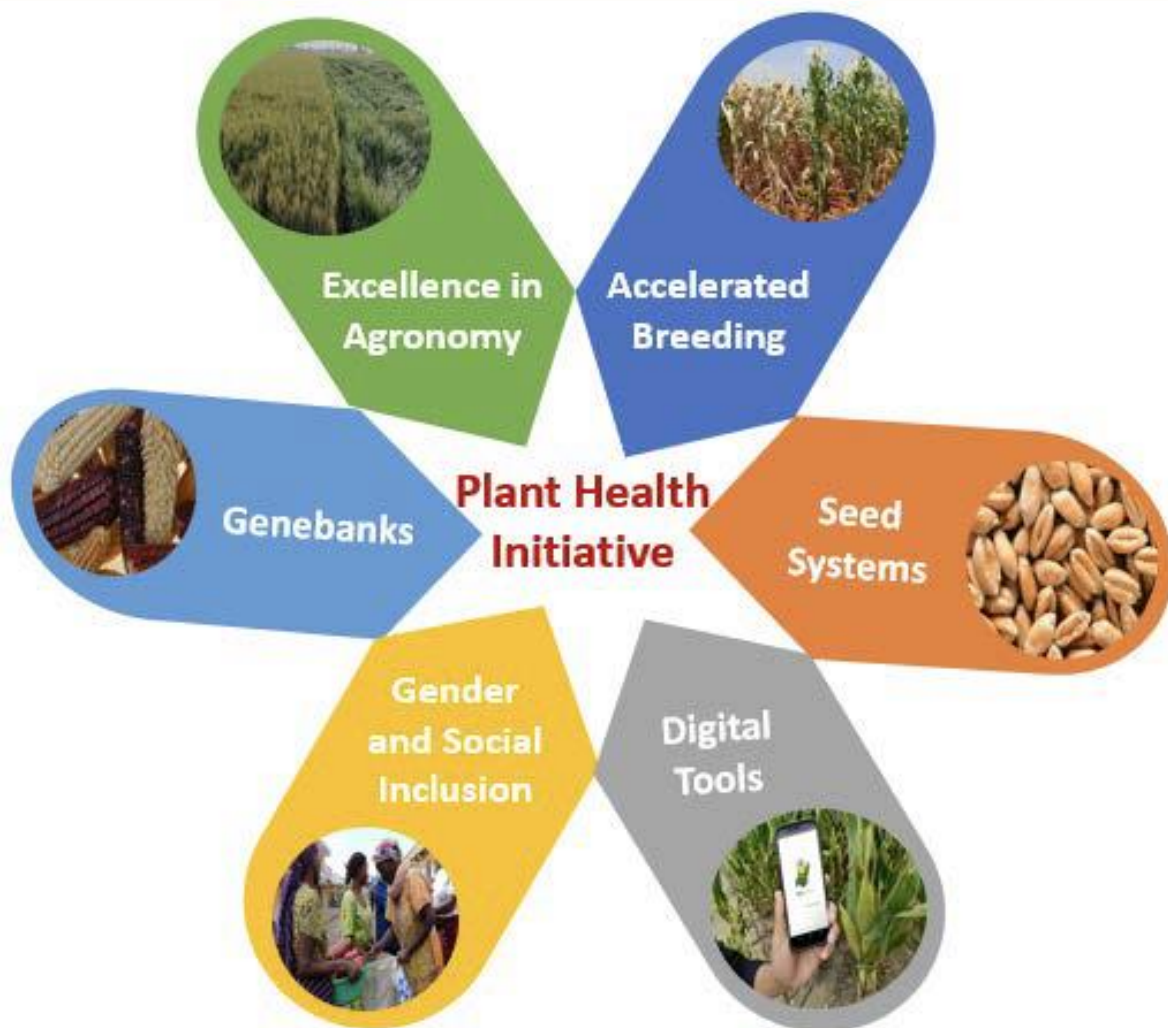 Excellence in
Agronomy
Accelerated
Breeding
Genebanks
Plant Health
Initiative
Seed
Systems
Gender
and Social
Inclusion
Digital
Tools